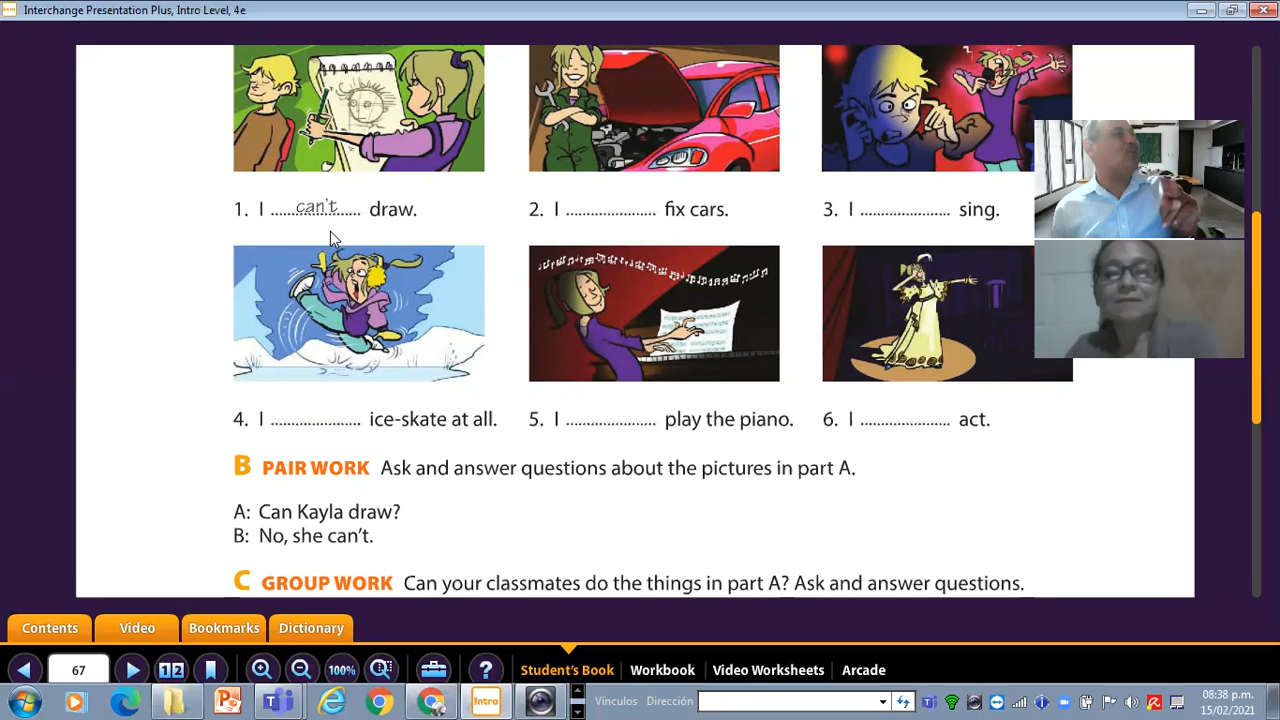 Interchange Presentation Plus, Intro Level, 4e
1. I can't draw.
2. I .................... fix cars.
3. I .................... sing.
4. I .................... ice-skate at all.
5. I .................... play the piano.
6. I .................... act.
B PAIR WORK Ask and answer questions about the pictures in part A.
A: Can Kayla draw?
B: No, she can't.
C GROUP WORK Can your classmates do the things in part A? Ask and answer questions.
Contents Video Bookmarks Dictionary
67 12 100% ? Student's Book Workbook Video Worksheets Arcade
Intro Vínculos Dirección 08:38 p.m.
15/02/2021